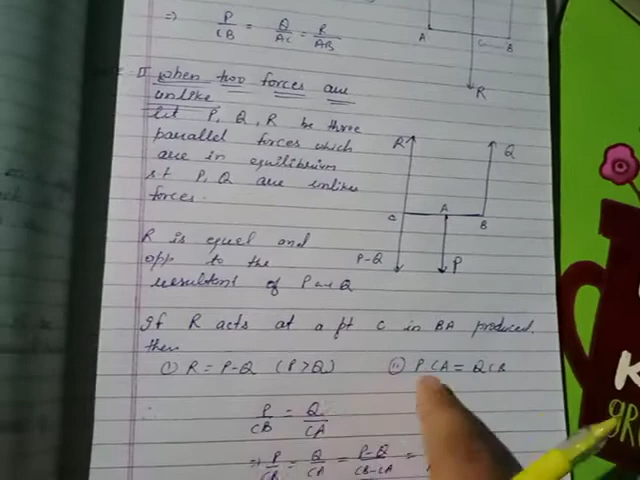 ⇒ P/CB = Q/AC = R/AB
A C B
R
II when two forces are
unlike
let P, Q, R be three
parallel forces which
are in equilibrium
st P, Q are unlike
forces.
R Q
C A B
P-Q P
R is equal and
opp to the
resultant of P and Q
If R acts at a pt C in BA produced.
then
(i) R = P-Q (P>Q) (ii) P.CA = Q CB
∴ P/CB = Q/CA
⇒ P/CB = Q/CA = P-Q/CB-CA =
K